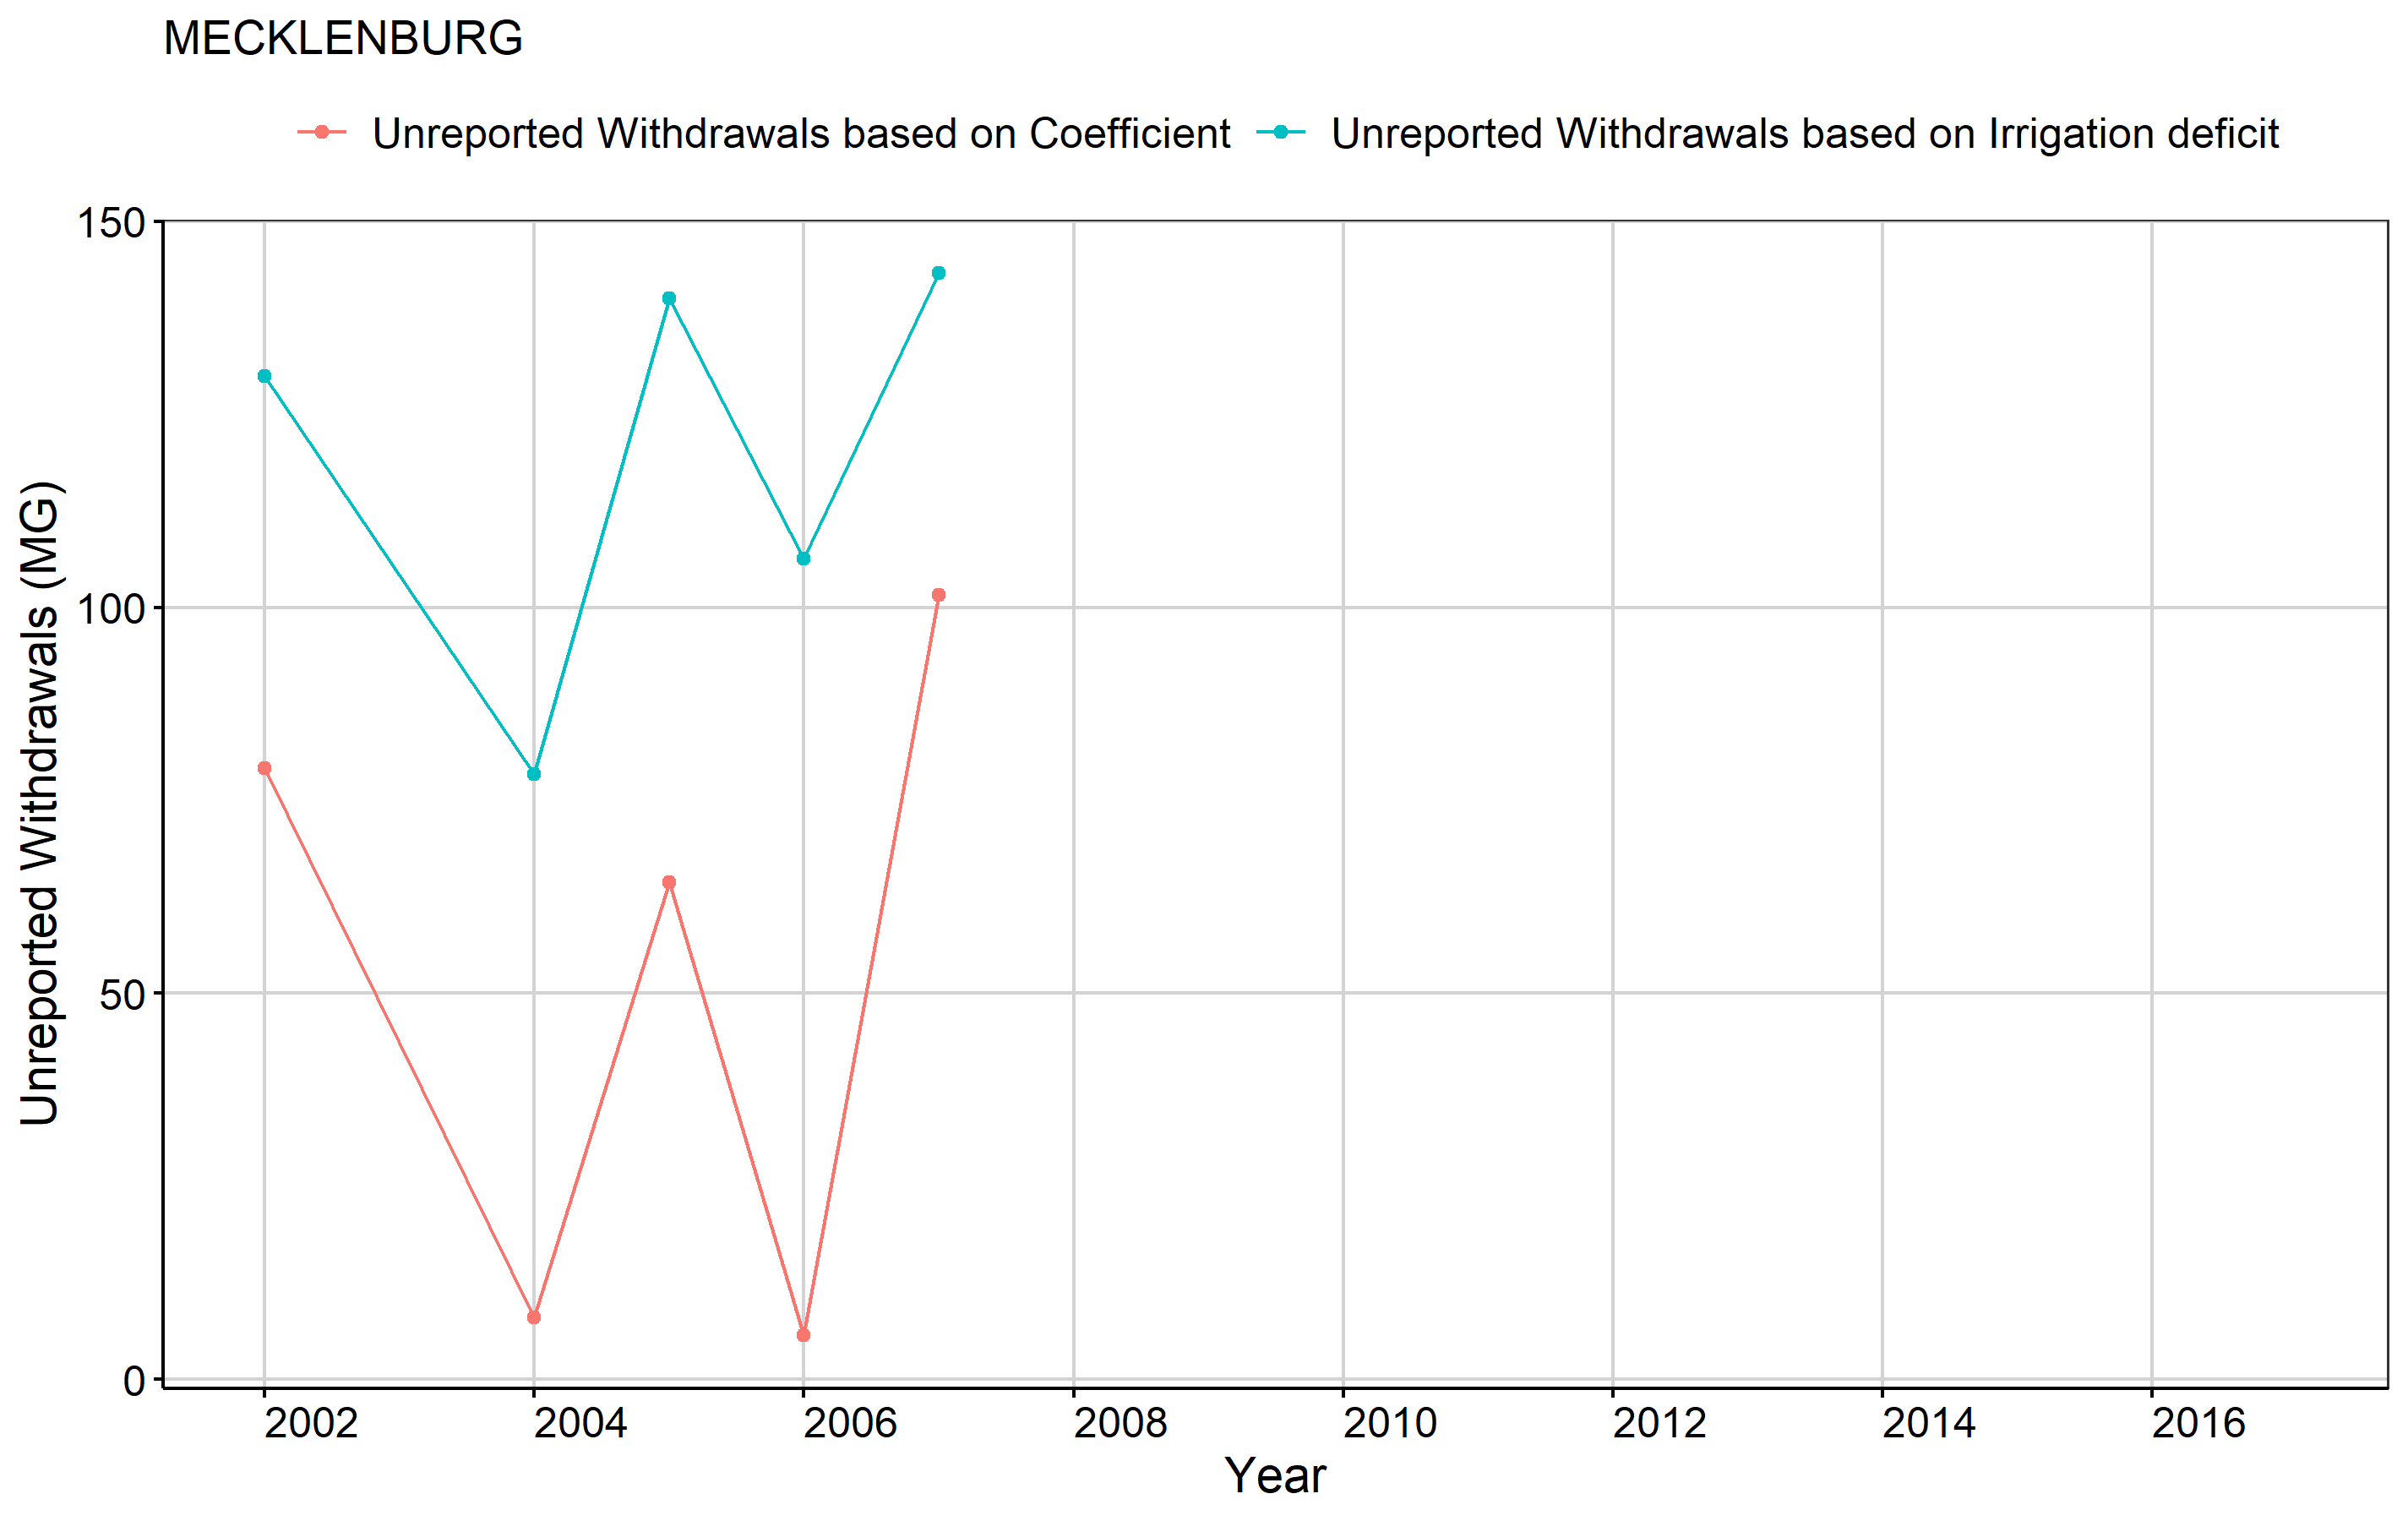 MECKLENBURG
Unreported Withdrawals based on Coefficient Unreported Withdrawals based on Irrigation deficit
Unreported Withdrawals (MG)
150
100
50
0
2002 2004 2006 2008 2010 2012 2014 2016
Year